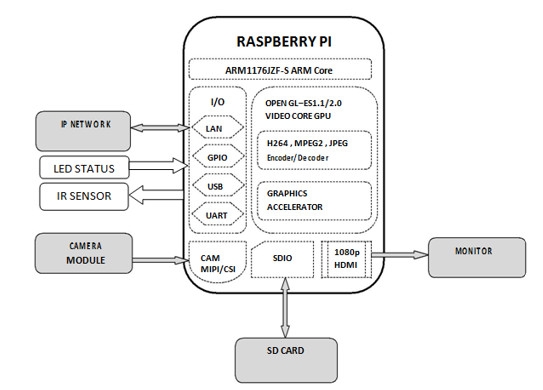 RASPBERRY PI
ARM1176JZF-S ARM Core
I/O
LAN
GPIO
USB
UART
OPEN GL-ES1.1/2.0
VIDEO CORE GPU
H264 , MPEG2 , JPEG
Encoder/Decoder
GRAPHICS
ACCELERATOR
CAM
MIPI/CSI
SDIO
1080p
HDMI
IP NETWORK
LED STATUS
IR SENSOR
CAMERA
MODULE
MONITOR
SD CARD